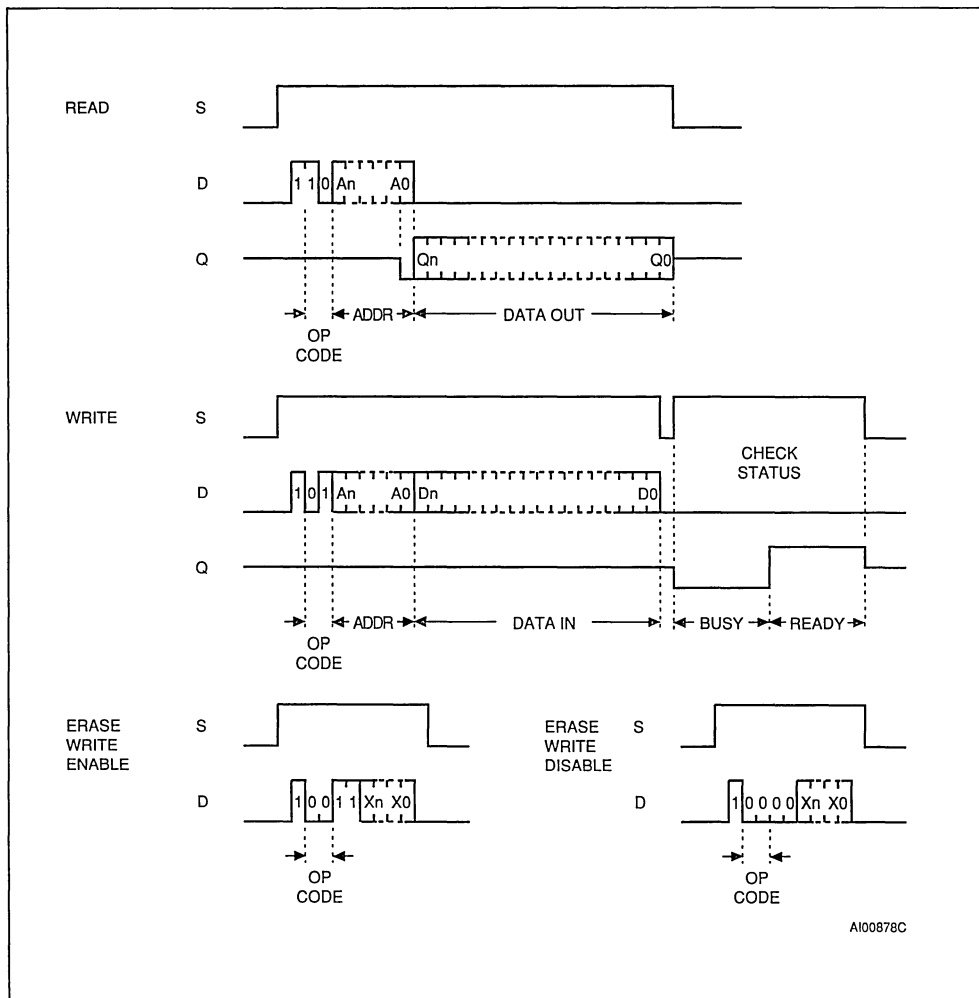 READ S
D 1 1 0 An A0
Q Qn Q0
ADDR DATA OUT
OP
CODE
WRITE S
CHECK
STATUS
D 1 0 1 An A0 Dn D0
Q
ADDR DATA IN BUSY READY
OP
CODE
ERASE S
WRITE
ENABLE
D 1 0 0 1 1 Xn X0
OP
CODE
ERASE S
WRITE
DISABLE
D 1 0 0 0 0 Xn X0
OP
CODE
AI00878C